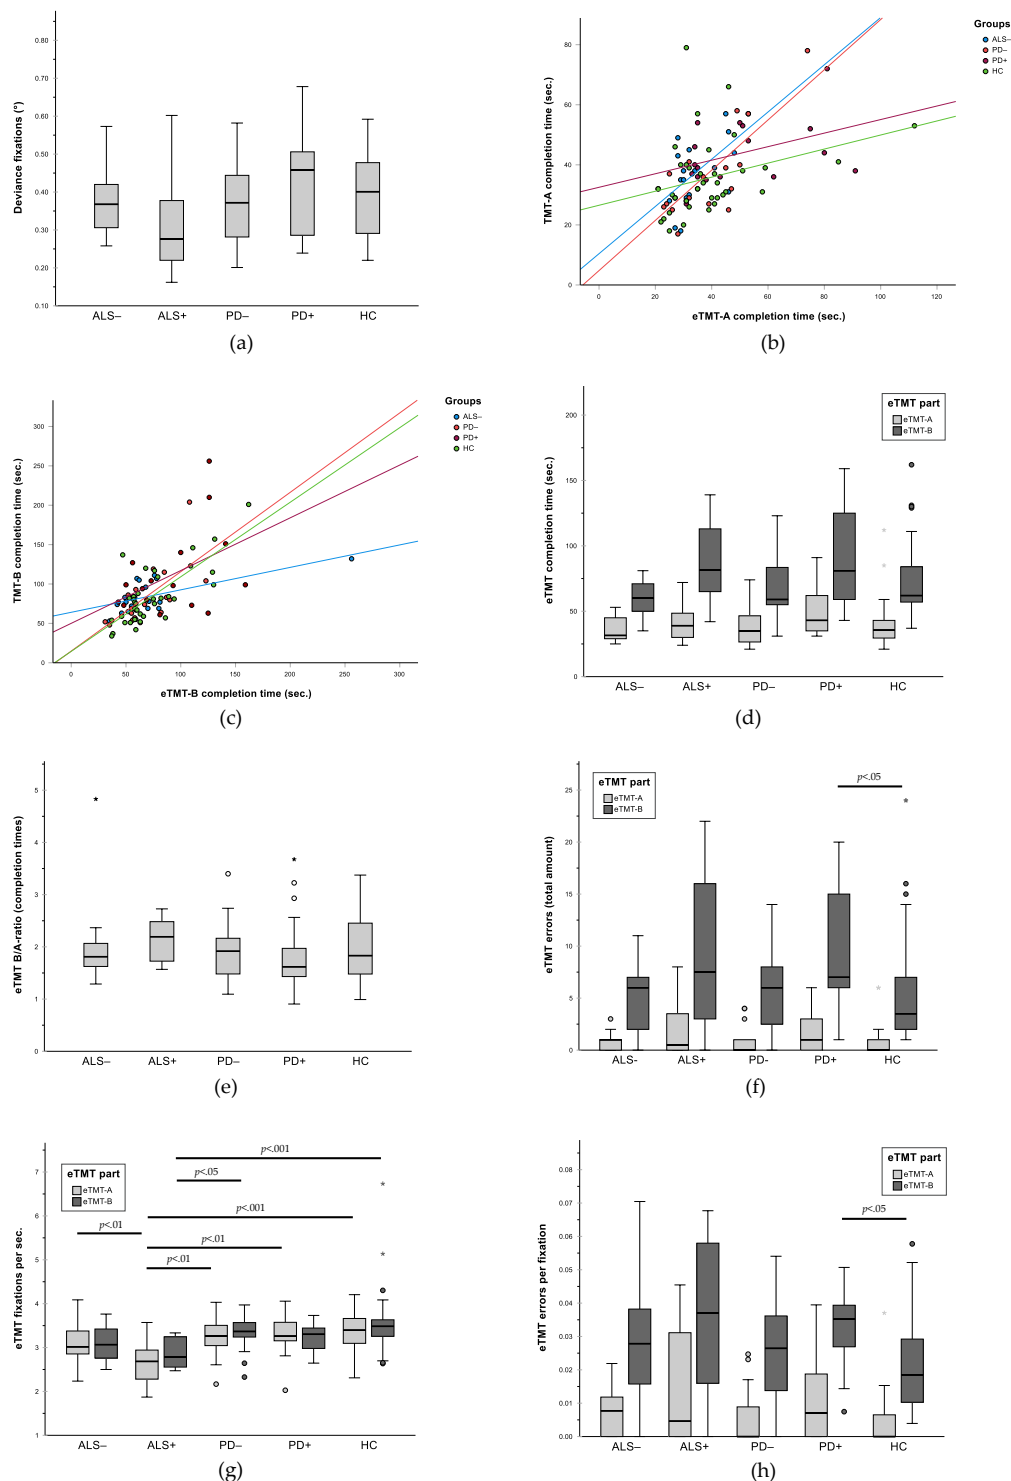 0.80
0.70
0.60
0.50
0.40
0.30
0.20
0.10
Deviance fixations (°)
ALS–
ALS+
PD–
PD+
HC
(a)
Groups
ALS–
PD–
PD+
HC
80
60
40
20
0
TMT-A completion time (sec.)
0
20
40
60
80
100
120
eTMT-A completion time (sec.)
(b)
Groups
ALS–
PD–
PD+
HC
300
250
200
150
100
50
0
TMT-B completion time (sec.)
0
50
100
150
200
250
300
eTMT-B completion time (sec.)
(c)
eTMT part
eTMT-A
eTMT-B
200
150
100
50
0
eTMT completion time (sec.)
ALS–
ALS+
PD–
PD+
HC
(d)
5
4
3
2
1
0
eTMT B/A-ratio (completion times)
ALS–
ALS+
PD–
PD+
HC
(e)
eTMT part
eTMT-A
eTMT-B
p<.05
25
20
15
10
5
0
eTMT errors (total amount)
ALS-
ALS+
PD-
PD+
HC
(f)
eTMT part
eTMT-A
eTMT-B
p<.001
p<.05
p<.001
p<.01
p<.01
p<.01
7
6
5
4
3
2
1
eTMT fixations per sec.
ALS–
ALS+
PD–
PD+
HC
(g)
eTMT part
eTMT-A
eTMT-B
p<.05
0.08
0.07
0.06
0.05
0.04
0.03
0.02
0.01
0.00
eTMT errors per fixation
ALS–
ALS+
PD–
PD+
HC
(h)